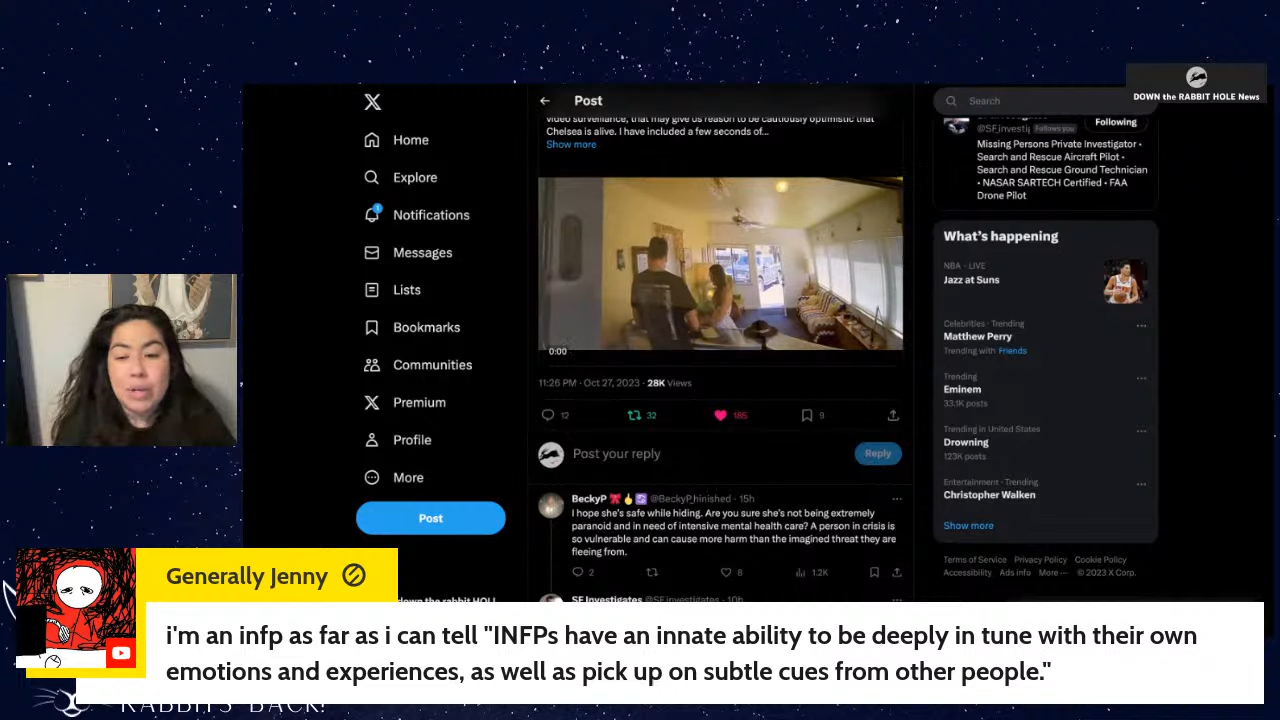 DOWN the RABBIT HOLE News
X
Home
Explore
1
Notifications
Messages
Lists
Bookmarks
Communities
Premium
Profile
More
Post
Post
video surveillance, that may give us reason to be cautiously optimistic that
Chelsea is alive. I have included a few seconds of...
Show more
0:00
11:26 PM · Oct 27, 2023 · 28K Views
12
32
185
9
Post your reply
Reply
BeckyP @BeckyP_hinished · 15h
I hope she's safe while hiding. Are you sure she's not being extremely
paranoid and in need of intensive mental health care? A person in crisis is
so vulnerable and can cause more harm than the imagined threat they are
fleeing from.
2
8
1.2K
SF Investigates @SF_investigates · 10h
Search
@SF_investi Follows you
Following
Missing Persons Private Investigator •
Search and Rescue Aircraft Pilot •
Search and Rescue Ground Technician
• NASAR SARTECH Certified • FAA
Drone Pilot
What's happening
NBA · LIVE
Jazz at Suns
Celebrities · Trending
Matthew Perry
Trending with Friends
Trending
Eminem
33.1K posts
Trending in United States
Drowning
123K posts
Entertainment · Trending
Christopher Walken
Show more
Terms of Service Privacy Policy Cookie Policy
Accessibility Ads info More ··· © 2023 X Corp.
down the rabbit HOLE
Generally Jenny
i'm an infp as far as i can tell "INFPs have an innate ability to be deeply in tune with their own
emotions and experiences, as well as pick up on subtle cues from other people."
RABBITS BACK!